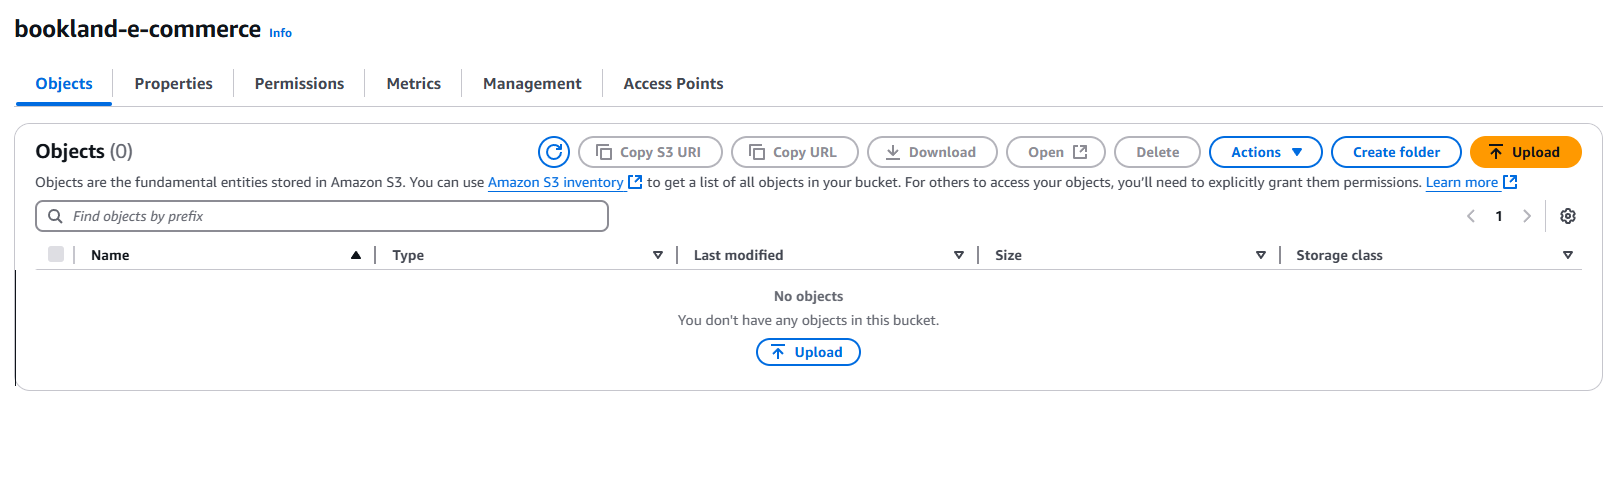 bookland-e-commerce Info
Objects Properties Permissions Metrics Management Access Points
Objects (0) Copy S3 URI Copy URL Download Open Delete Actions Create folder Upload
Objects are the fundamental entities stored in Amazon S3. You can use Amazon S3 inventory to get a list of all objects in your bucket. For others to access your objects, you’ll need to explicitly grant them permissions. Learn more
Find objects by prefix 1
Name Type Last modified Size Storage class
No objects
You don't have any objects in this bucket.
Upload